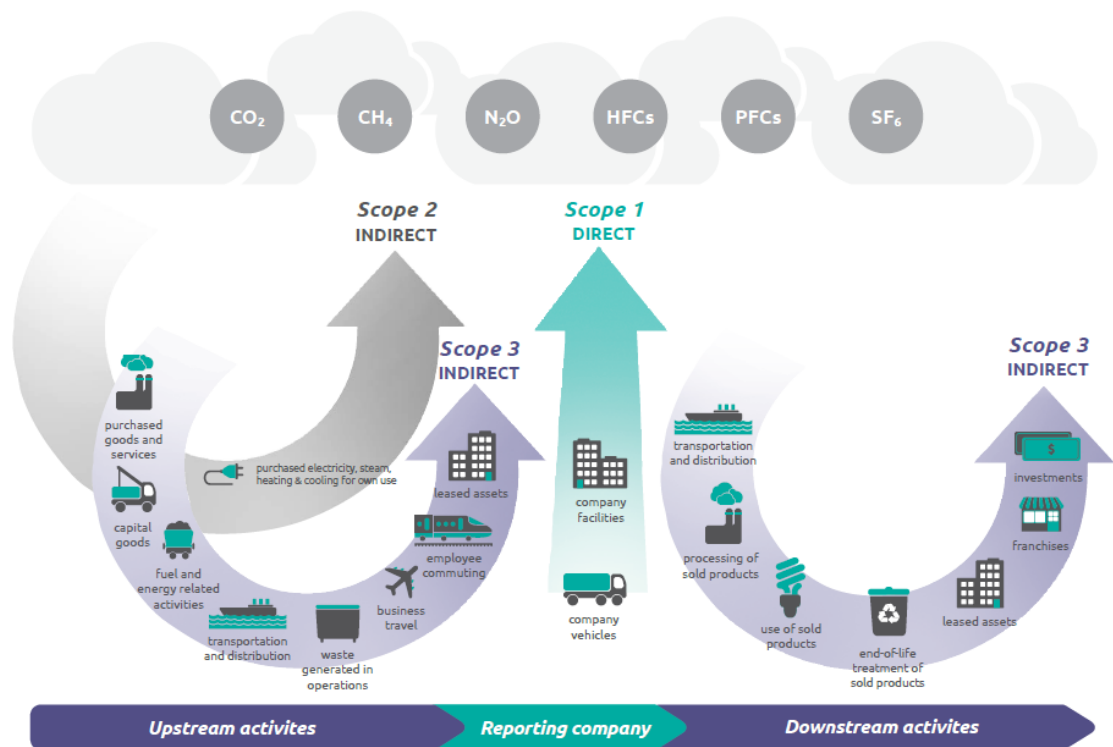 CO₂
CH₄
N₂O
HFCs
PFCs
SF₆
Scope 2
INDIRECT
Scope 1
DIRECT
Scope 3
INDIRECT
Scope 3
INDIRECT
purchased
goods and
services
capital
goods
fuel and
energy related
activities
purchased electricity, steam,
heating & cooling for own use
transportation
and distribution
waste
generated in
operations
business
travel
employee
commuting
leased assets
company
facilities
company
vehicles
transportation
and distribution
processing of
sold products
use of sold
products
end-of-life
treatment of
sold products
leased assets
franchises
$
investments
Upstream activites
Reporting company
Downstream activites